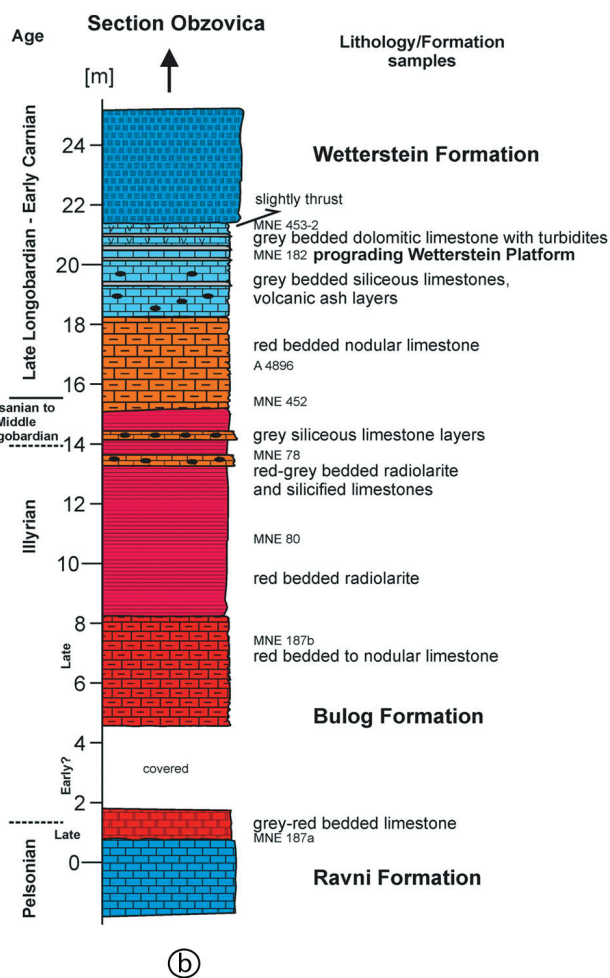 Section Obzovica
Age
Lithology/Formation
samples
[m]
24
Wetterstein Formation
22
slightly thrust
MNE 453-2
grey bedded dolomitic limestone with turbidites
20
MNE 182 prograding Wetterstein Platform
grey bedded siliceous limestones,
volcanic ash layers
Late Longobardian - Early Carnian
18
red bedded nodular limestone
A 4896
16
MNE 452
sanian to
Middle
gobardian
grey siliceous limestone layers
14
MNE 78
red-grey bedded radiolarite
and silicified limestones
12
Illyrian
MNE 80
10
red bedded radiolarite
8
MNE 187b
Late
red bedded to nodular limestone
6
Bulog Formation
4
covered
Early?
2
grey-red bedded limestone
Late
MNE 187a
0
Ravni Formation
Pelsonian
b